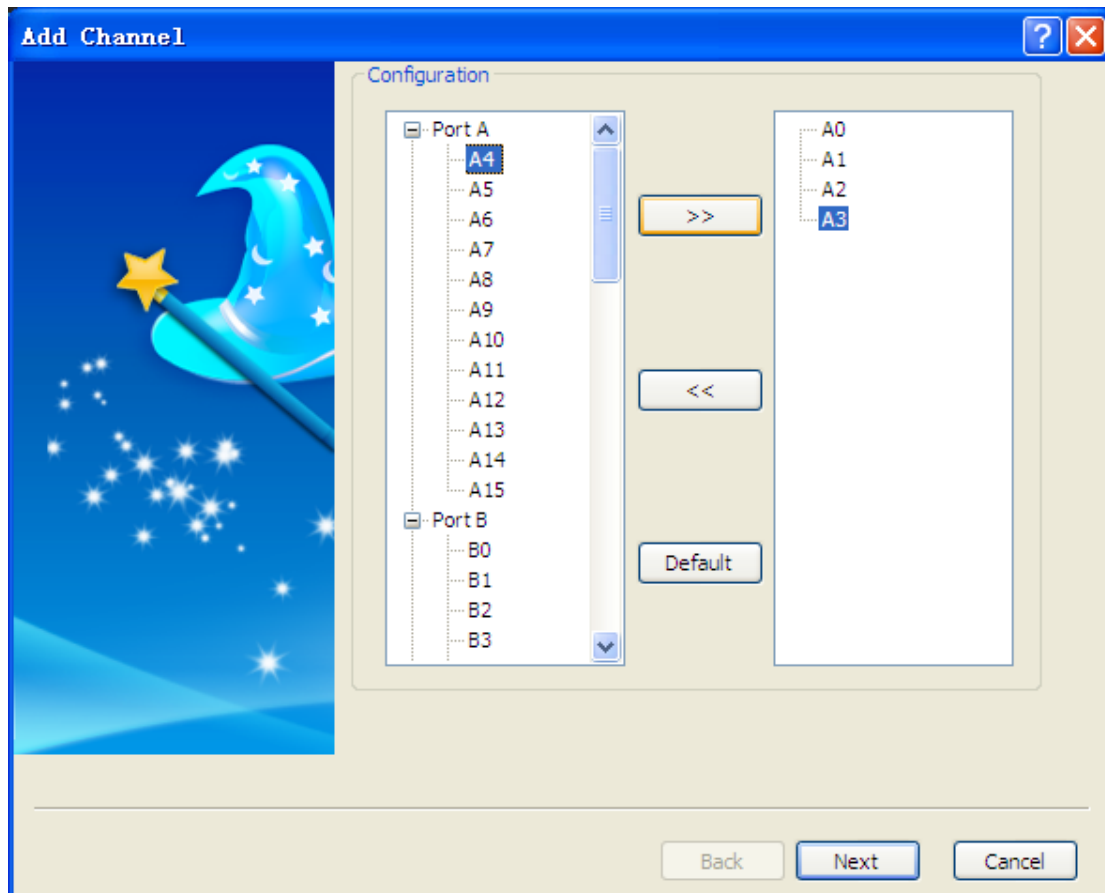 Add Channel
Configuration
Port A
A4
A5
A6
A7
A8
A9
A10
A11
A12
A13
A14
A15
Port B
B0
B1
B2
B3
>>
<<
Default
A0
A1
A2
A3
Back
Next
Cancel